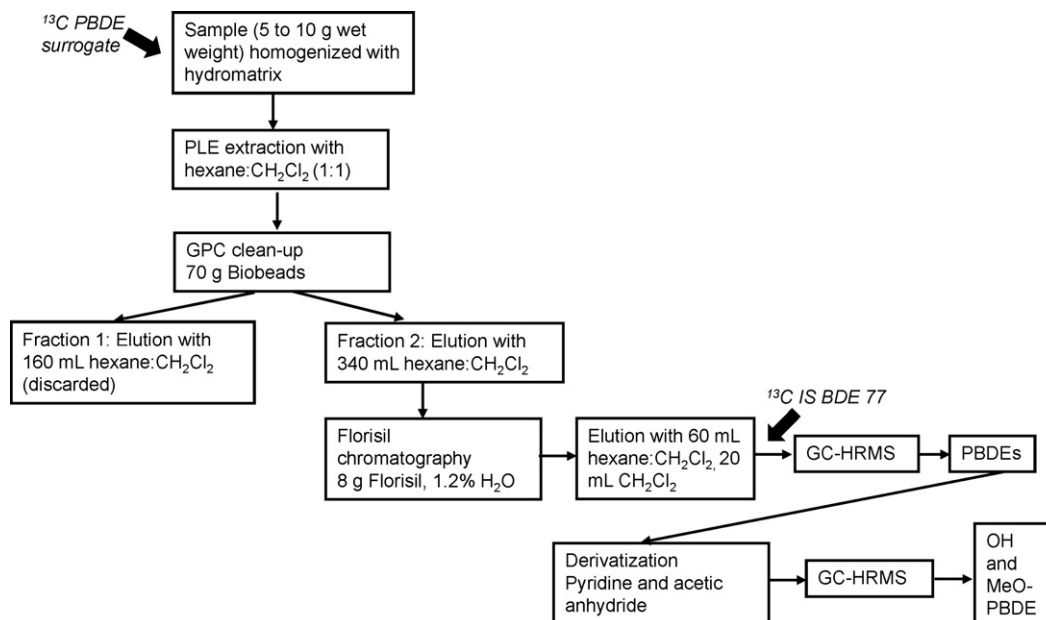 ¹³C PBDE
surrogate
Sample (5 to 10 g wet
weight) homogenized with
hydromatrix
PLE extraction with
hexane:CH₂Cl₂ (1:1)
GPC clean-up
70 g Biobeads
Fraction 1: Elution with
160 mL hexane:CH₂Cl₂
(discarded)
Fraction 2: Elution with
340 mL hexane:CH₂Cl₂
Florisil
chromatography
8 g Florisil, 1.2% H₂O
Elution with 60 mL
hexane:CH₂Cl₂, 20
mL CH₂Cl₂
¹³C IS BDE 77
GC-HRMS
PBDEs
Derivatization
Pyridine and acetic
anhydride
GC-HRMS
OH
and
MeO-
PBDE